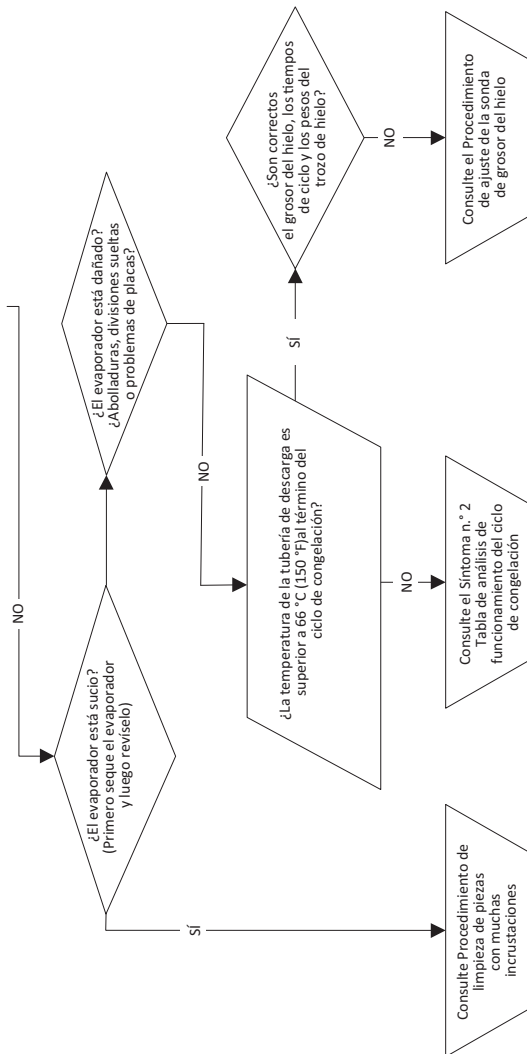 NO
¿El evaporador está sucio?
(Primero seque el evaporador
y luego revíselo)
SÍ
Consulte Procedimiento de
limpieza de piezas
con muchas
incrustaciones
¿El evaporador está dañado?
¿Abolladuras, divisiones sueltas
o problemas de placas?
NO
¿La temperatura de la tubería de descarga es
superior a 66 °C (150 °F)al término del
ciclo de congelación?
NO
Consulte el Síntoma n.° 2
Tabla de análisis de
funcionamiento del ciclo
de congelación
SÍ
¿Son correctos
el grosor del hielo, los tiempos
de ciclo y los pesos del
trozo de hielo?
NO
Consulte el Procedimiento
de ajuste de la sonda
de grosor del hielo